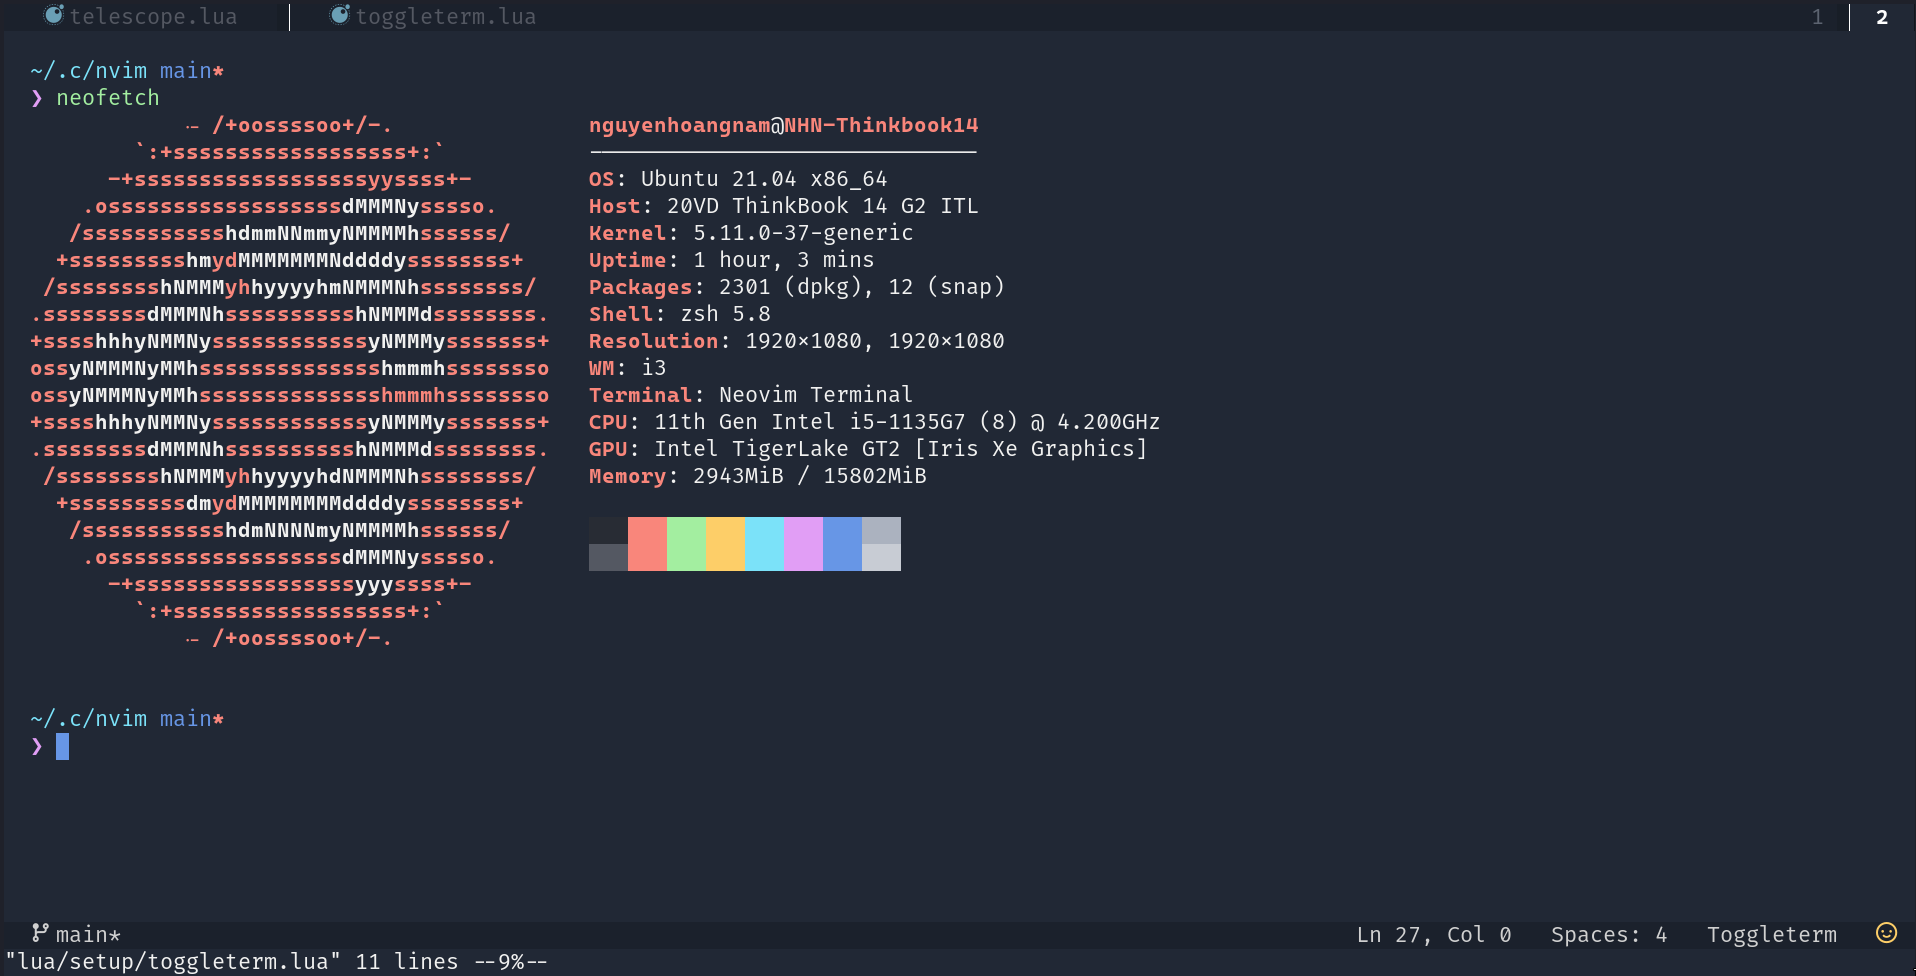 telescope.lua toggleterm.lua 1 2
~/.c/nvim main*
❯ neofetch
.- /+oossssoo+/-. nguyenhoangnam@NHN-Thinkbook14
`:+ssssssssssssssssss+:` ------------------------------
-+ssssssssssssssssssyyssss+- OS: Ubuntu 21.04 x86_64
.ossssssssssssssssssdMMMNysssso. Host: 20VD ThinkBook 14 G2 ITL
/ssssssssssshdmmNNmmyNMMMMhssssss/ Kernel: 5.11.0-37-generic
+ssssssssshmydMMMMMMMNddddyssssssss+ Uptime: 1 hour, 3 mins
/sssssssshNMMMyhhyyyyhmNMMMNhssssssss/ Packages: 2301 (dpkg), 12 (snap)
.ssssssssdMMMNhsssssssssshNMMMdssssssss. Shell: zsh 5.8
+sssshhhyNMMNyssssssssssssyNMMMysssssss+ Resolution: 1920×1080, 1920×1080
ossyNMMMNyMMhsssssssssssssshmmmhssssssso WM: i3
ossyNMMMNyMMhsssssssssssssshmmmhssssssso Terminal: Neovim Terminal
+sssshhhyNMMNyssssssssssssyNMMMysssssss+ CPU: 11th Gen Intel i5-1135G7 (8) @ 4.200GHz
.ssssssssdMMMNhsssssssssshNMMMdssssssss. GPU: Intel TigerLake GT2 [Iris Xe Graphics]
/sssssssshNMMMyhhyyyyhdNMMMNhssssssss/ Memory: 2943MiB / 15802MiB
+sssssssssdmydMMMMMMMMddddyssssssss+
/ssssssssssshdmNNNNmyNMMMMhssssss/
.ossssssssssssssssssdMMMNysssso.
-+sssssssssssssssssyyyssss+-
`:+ssssssssssssssssss+:`
.- /+oossssoo+/-.
~/.c/nvim main*
❯
main* Ln 27, Col 0 Spaces: 4 Toggleterm
"lua/setup/toggleterm.lua" 11 lines --9%--